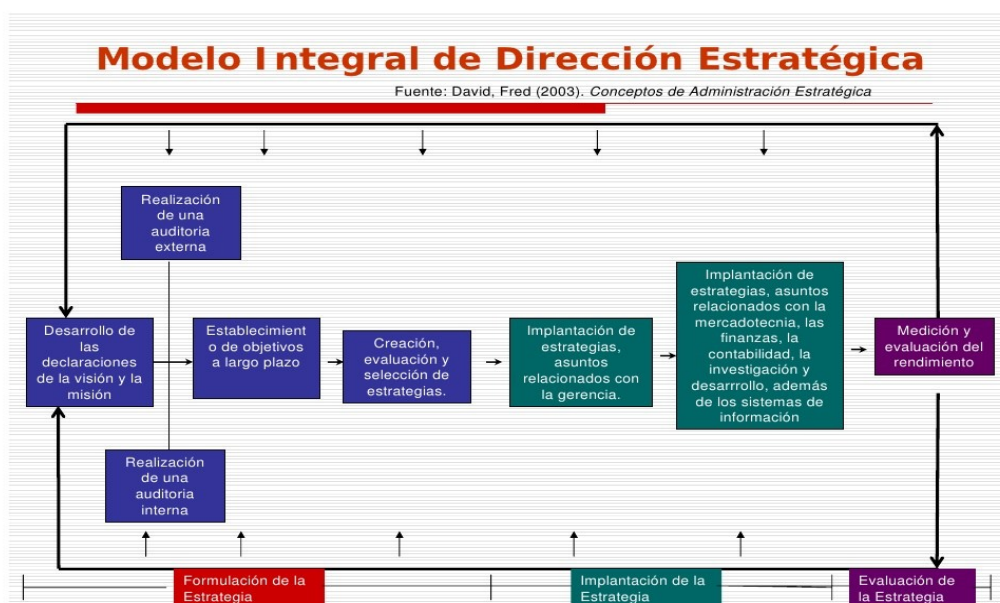 Modelo Integral de Dirección Estratégica
Fuente: David, Fred (2003). Conceptos de Administración Estratégica
Realización
de una
auditoria
externa
Desarrollo de
las
declaraciones
de la visión y la
misión
Establecimient
o de objetivos
a largo plazo
Creación,
evaluación y
selección de
estrategias.
Implantación de
estrategias,
asuntos
relacionados con
la gerencia.
Implantación de
estrategias, asuntos
relacionados con la
mercadotecnia, las
finanzas, la
contabilidad, la
investigación y
desarrrollo, además
de los sistemas de
información
Medición y
evaluación del
rendimiento
Realización
de una
auditoria
interna
Formulación de la
Estrategia
Implantación de la
Estrategia
Evaluación de
la Estrategia